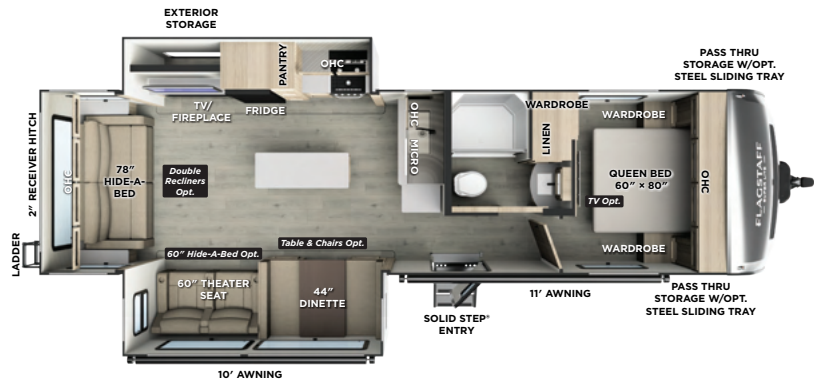 EXTERIOR
STORAGE
PASS THRU
STORAGE W/OPT.
STEEL SLIDING TRAY
PANTRY
OHC
TV/
FIREPLACE
FRIDGE
OHC
MICRO
WARDROBE
LINEN
WARDROBE
2" RECEIVER HITCH
OHC
78"
HIDE-A-
BED
Double
Recliners
Opt.
QUEEN BED
60" × 80"
TV Opt.
OHC
FLAGSTAFF
LADDER
60" Hide-A-Bed Opt.
Table & Chairs Opt.
WARDROBE
60" THEATER
SEAT
44"
DINETTE
SOLID STEP®
ENTRY
11' AWNING
PASS THRU
STORAGE W/OPT.
STEEL SLIDING TRAY
10' AWNING